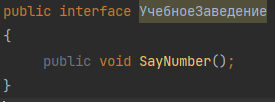 public interface УчебноеЗаведение
{
public void SayNumber();
}